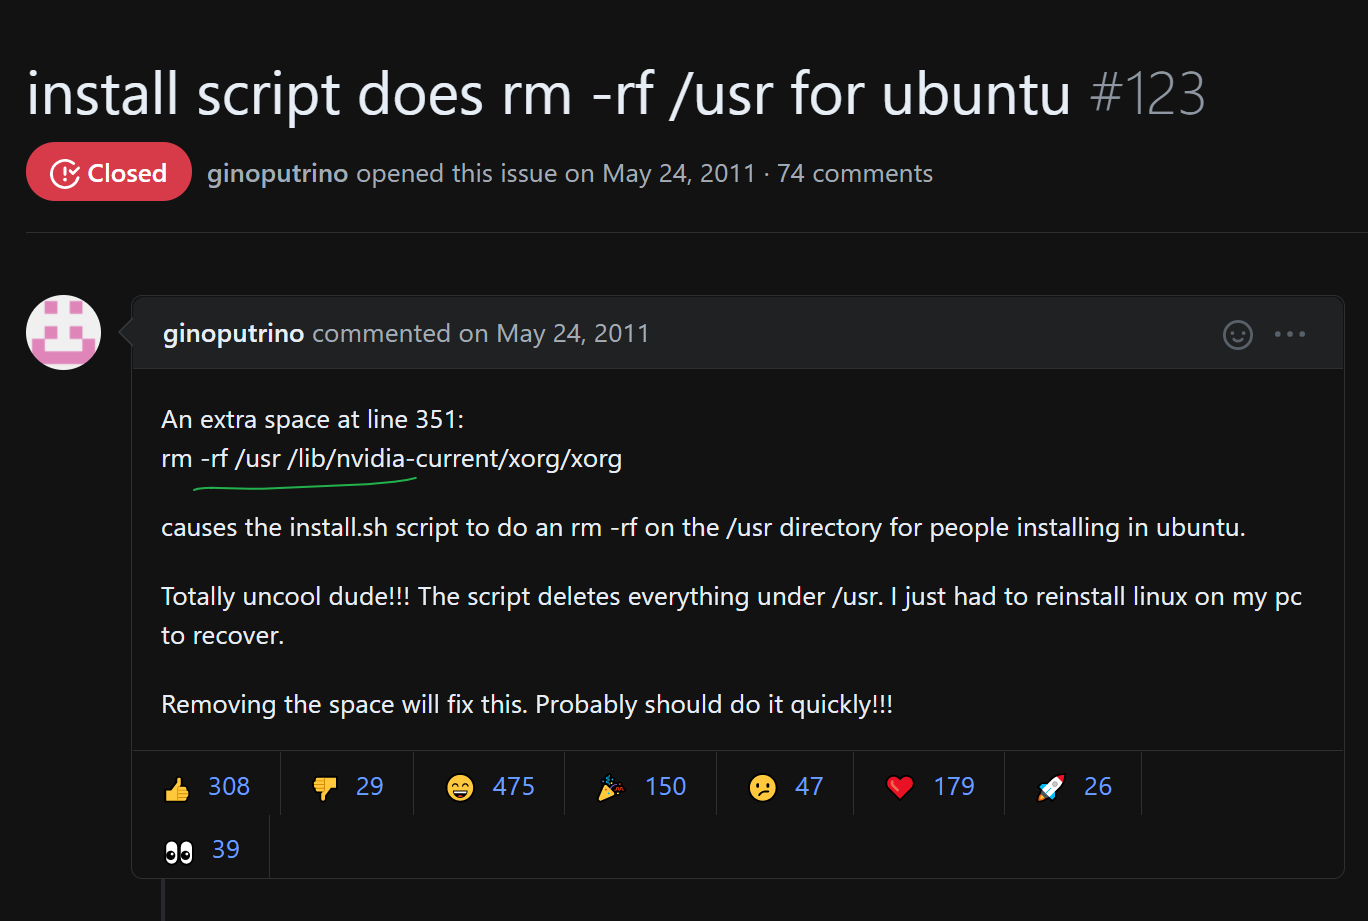 install script does rm -rf /usr for ubuntu #123
Closed ginoputrino opened this issue on May 24, 2011 · 74 comments
ginoputrino commented on May 24, 2011
An extra space at line 351:
rm -rf /usr /lib/nvidia-current/xorg/xorg
causes the install.sh script to do an rm -rf on the /usr directory for people installing in ubuntu.
Totally uncool dude!!! The script deletes everything under /usr. I just had to reinstall linux on my pc
to recover.
Removing the space will fix this. Probably should do it quickly!!!
👍 308 👎 29 😄 475 🎉 150 😕 47 ❤️ 179 🚀 26
👀 39